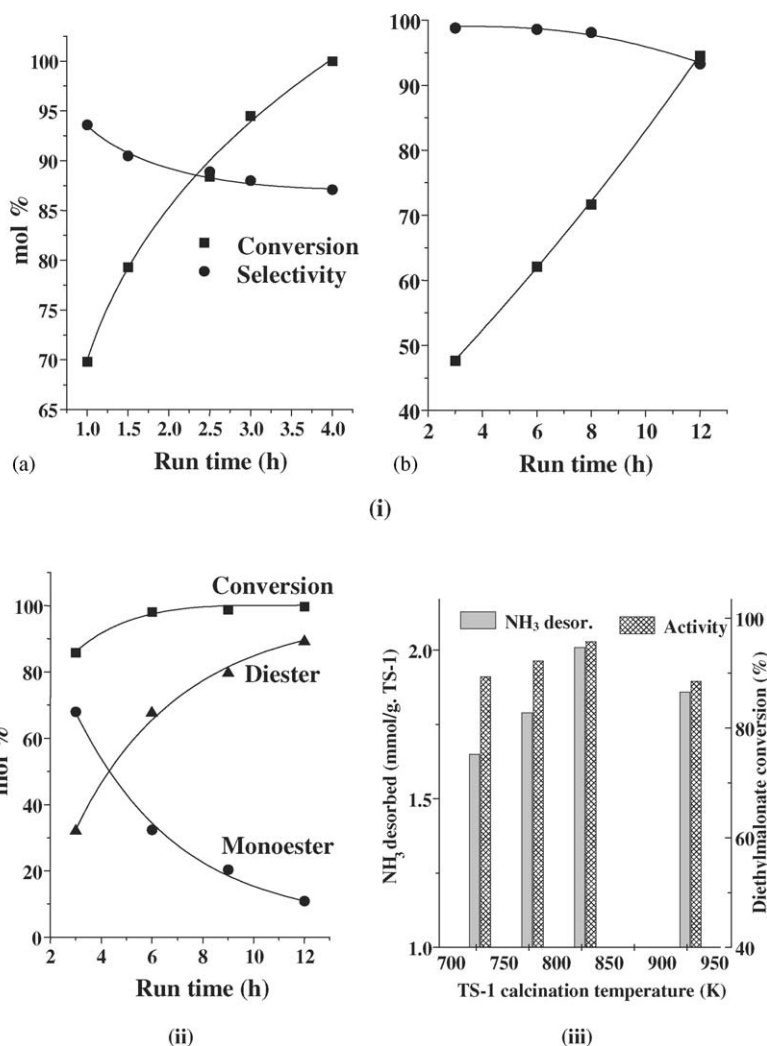 100
95
90
85
80
75
70
65
mol %
Conversion
Selectivity
1.0 1.5 2.0 2.5 3.0 3.5 4.0
Run time (h)
(a)
100
90
80
70
60
50
40
2 4 6 8 10 12
Run time (h)
(b)
(i)
100
80
60
40
20
0
mol %
Conversion
Diester
Monoester
2 4 6 8 10 12
Run time (h)
(ii)
NH3 desor. Activity
2.0
1.5
1.0
NH3 desorbed (mmol/g. TS-1)
100
80
60
40
Diethylmalonate conversion (%)
700 750 800 850 900 950
TS-1 calcination temperature (K)
(iii)